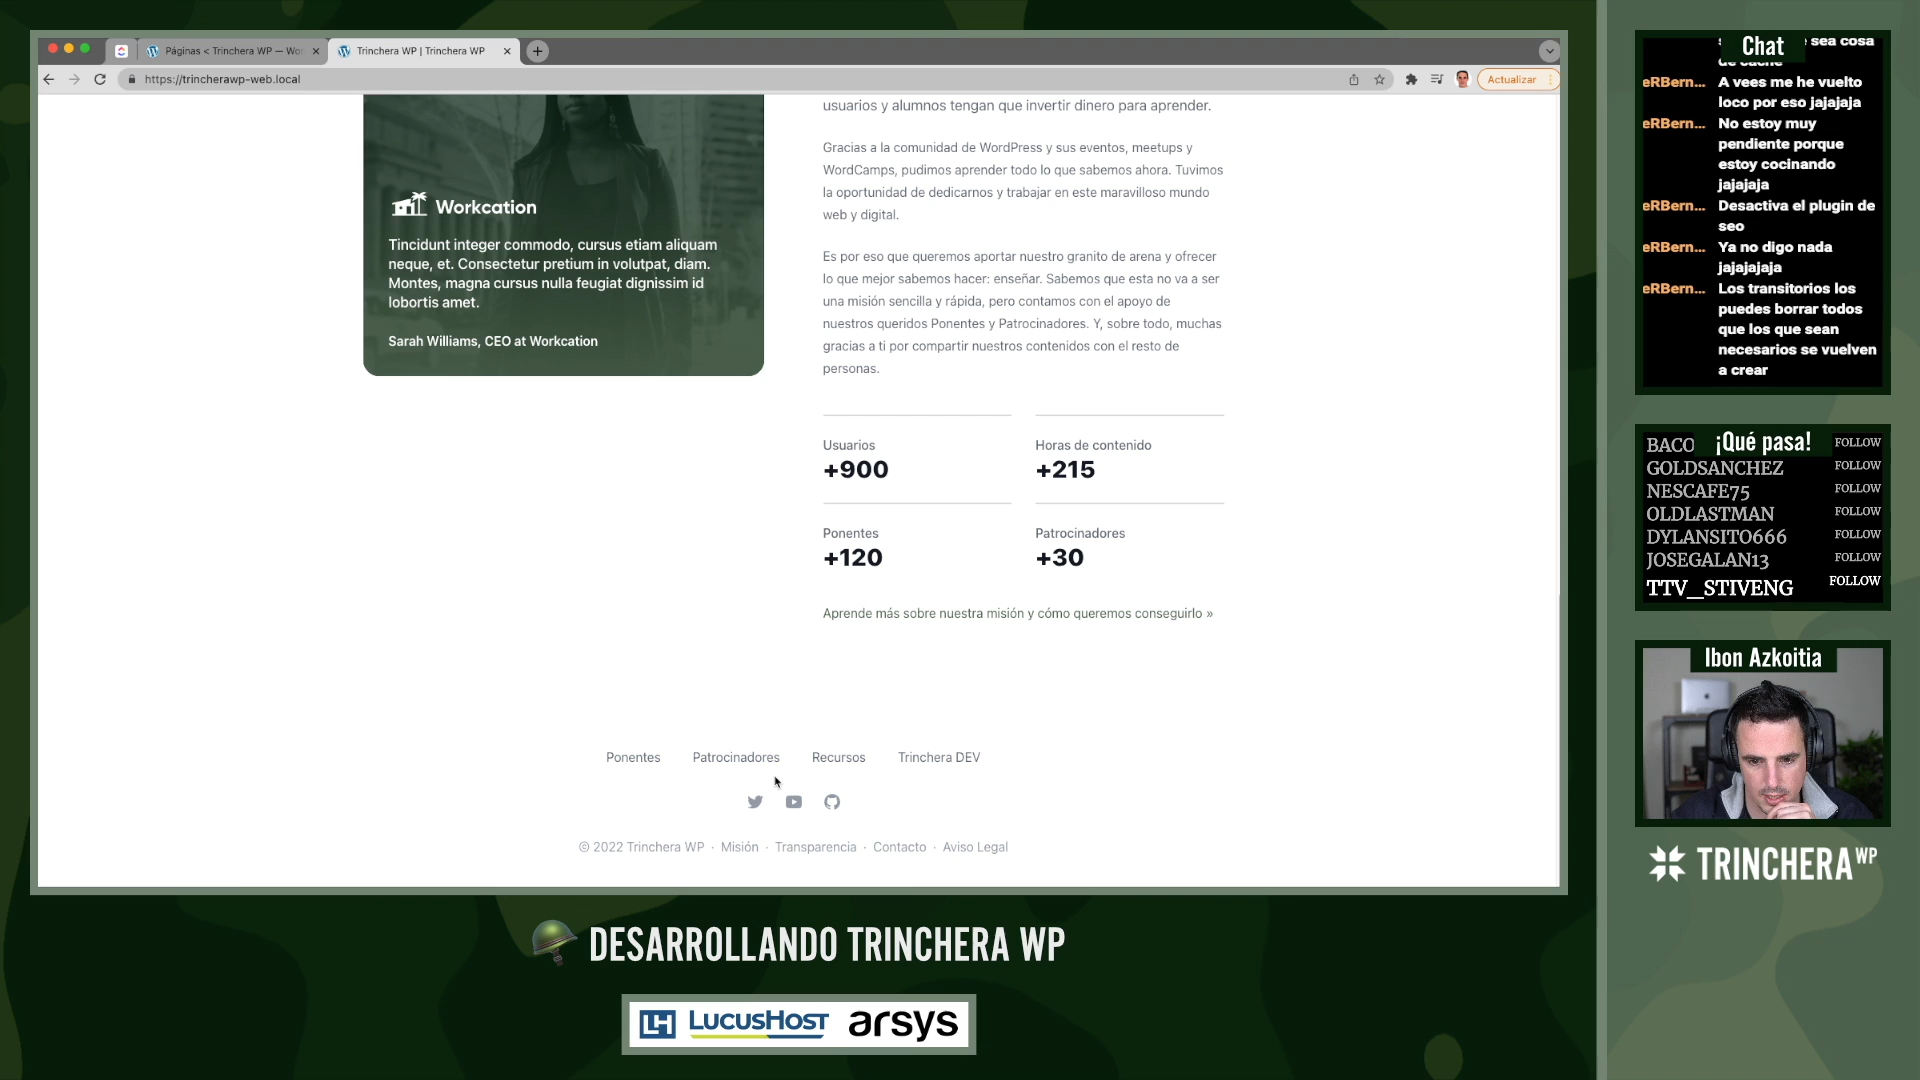 Páginas < Trinchera WP — Wor
Trinchera WP | Trinchera WP
https://trincherawp-web.local
Actualizar
usuarios y alumnos tengan que invertir dinero para aprender.
Gracias a la comunidad de WordPress y sus eventos, meetups y
WordCamps, pudimos aprender todo lo que sabemos ahora. Tuvimos
la oportunidad de dedicarnos y trabajar en este maravilloso mundo
web y digital.
Es por eso que queremos aportar nuestro granito de arena y ofrecer
lo que mejor sabemos hacer: enseñar. Sabemos que esta no va a ser
una misión sencilla y rápida, pero contamos con el apoyo de
nuestros queridos Ponentes y Patrocinadores. Y, sobre todo, muchas
gracias a ti por compartir nuestros contenidos con el resto de
personas.
Workcation
Tincidunt integer commodo, cursus etiam aliquam
neque, et. Consectetur pretium in volutpat, diam.
Montes, magna cursus nulla feugiat dignissim id
lobortis amet.
Sarah Williams, CEO at Workcation
Usuarios
+900
Horas de contenido
+215
Ponentes
+120
Patrocinadores
+30
Aprende más sobre nuestra misión y cómo queremos conseguirlo »
Ponentes Patrocinadores Recursos Trinchera DEV
© 2022 Trinchera WP · Misión · Transparencia · Contacto · Aviso Legal
Chat
sea cosa
de cache
eRBern... A vees me he vuelto
loco por eso jajajaja
eRBern... No estoy muy
pendiente porque
estoy cocinando
jajajaja
eRBern... Desactiva el plugin de
seo
eRBern... Ya no digo nada
jajajajaja
eRBern... Los transitorios los
puedes borrar todos
que los que sean
necesarios se vuelven
a crear
¡Qué pasa!
BACO FOLLOW
GOLDSANCHEZ FOLLOW
NESCAFE75 FOLLOW
OLDLASTMAN FOLLOW
DYLANSITO666 FOLLOW
JOSEGALAN13 FOLLOW
TTV_STIVENG FOLLOW
Ibon Azkoitia
TRINCHERA WP
DESARROLLANDO TRINCHERA WP
LH LUCUSHOST arsys